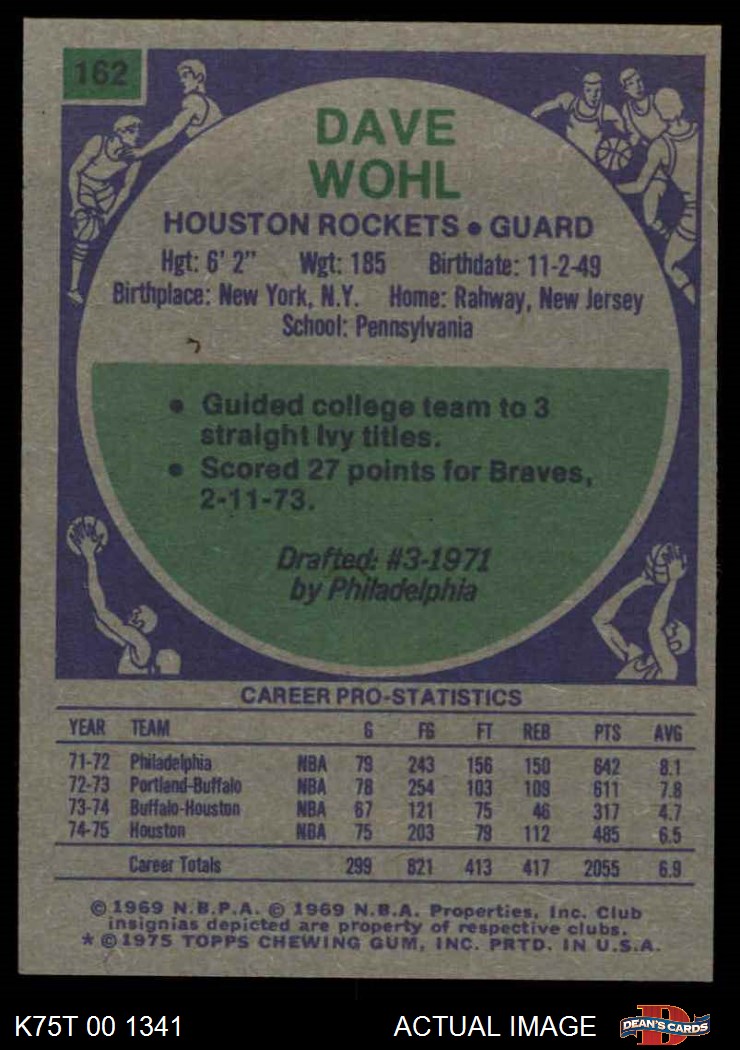 162
DAVE
WOHL
HOUSTON ROCKETS • GUARD
Hgt: 6' 2" Wgt: 185 Birthdate: 11-2-49
Birthplace: New York, N.Y. Home: Rahway, New Jersey
School: Pennsylvania
• Guided college team to 3
straight Ivy titles.
• Scored 27 points for Braves,
2-11-73.
Drafted: #3-1971
by Philadelphia
CAREER PRO-STATISTICS
YEAR TEAM G FG FT REB PTS AVG
71-72 Philadelphia NBA 79 243 156 150 642 8.1
72-73 Portland-Buffalo NBA 78 254 103 109 611 7.8
73-74 Buffalo-Houston NBA 67 121 75 46 317 4.7
74-75 Houston NBA 75 203 79 112 485 6.5
Career Totals 299 821 413 417 2055 6.9
© 1969 N.B.P.A. © 1969 N.B.A. Properties, Inc. Club
insignias depicted are property of respective clubs.
* © 1975 TOPPS CHEWING GUM, INC. PRTD. IN U.S.A.
K75T 00 1341 ACTUAL IMAGE D DEAN'S CARDS